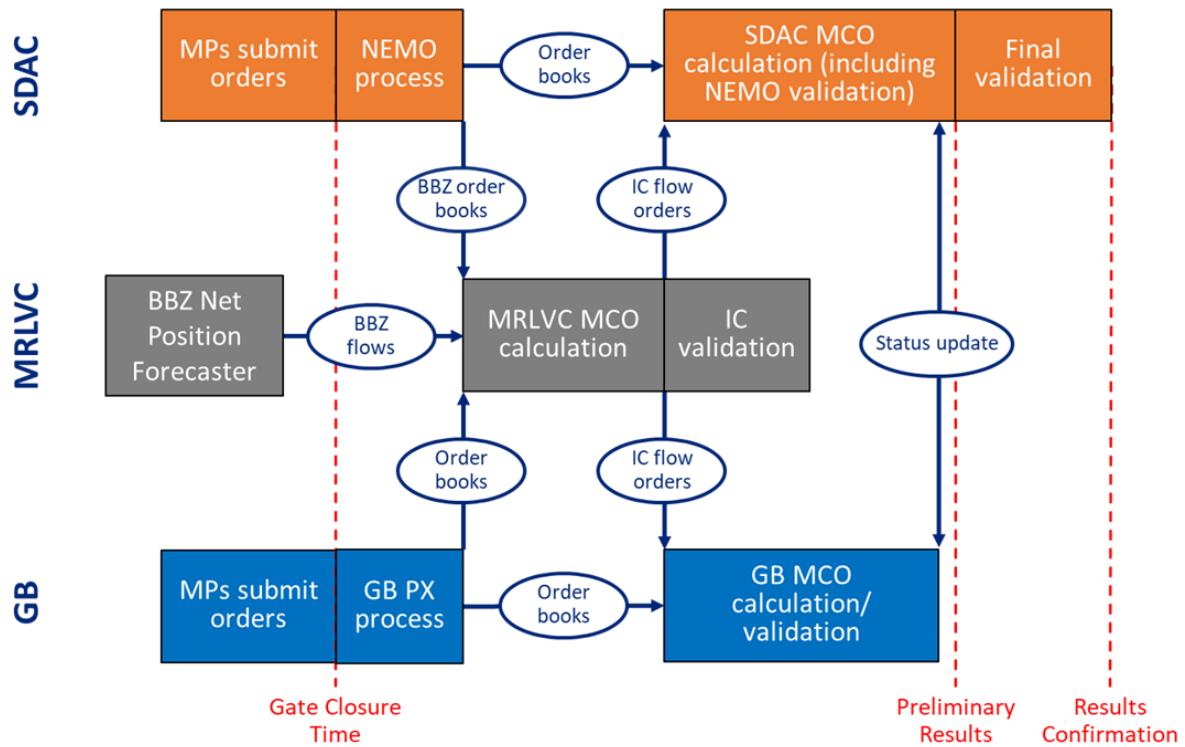 SDAC
MPs submit
orders
NEMO
process
Order
books
SDAC MCO
calculation (including
NEMO validation)
Final
validation
BBZ order
books
IC flow
orders
MRLVC
BBZ Net
Position
Forecaster
BBZ
flows
MRLVC MCO
calculation
IC
validation
Status update
Order
books
IC flow
orders
GB
MPs submit
orders
GB PX
process
Order
books
GB MCO
calculation/
validation
Gate Closure
Time
Preliminary
Results
Results
Confirmation